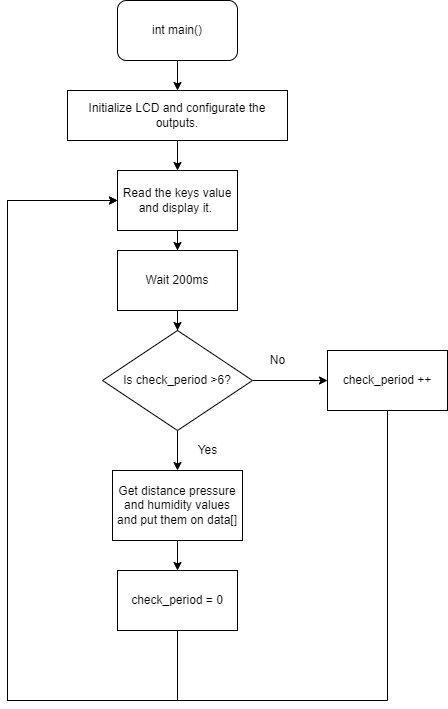 int main()
Initialize LCD and configurate the
outputs.
Read the keys value
and display it.
Wait 200ms
Is check_period >6?
No
check_period ++
Yes
Get distance pressure
and humidity values
and put them on data[]
check_period = 0